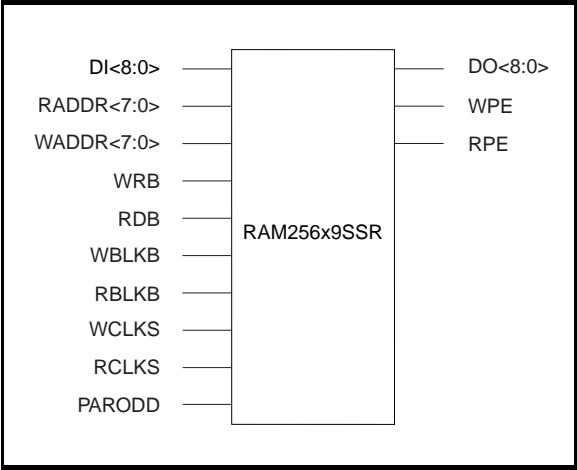 DI<8:0> DO<8:0>
RADDR<7:0> WPE
WADDR<7:0> RPE
WRB
RDB
RAM256x9SSR
WBLKB
RBLKB
WCLKS
RCLKS
PARODD